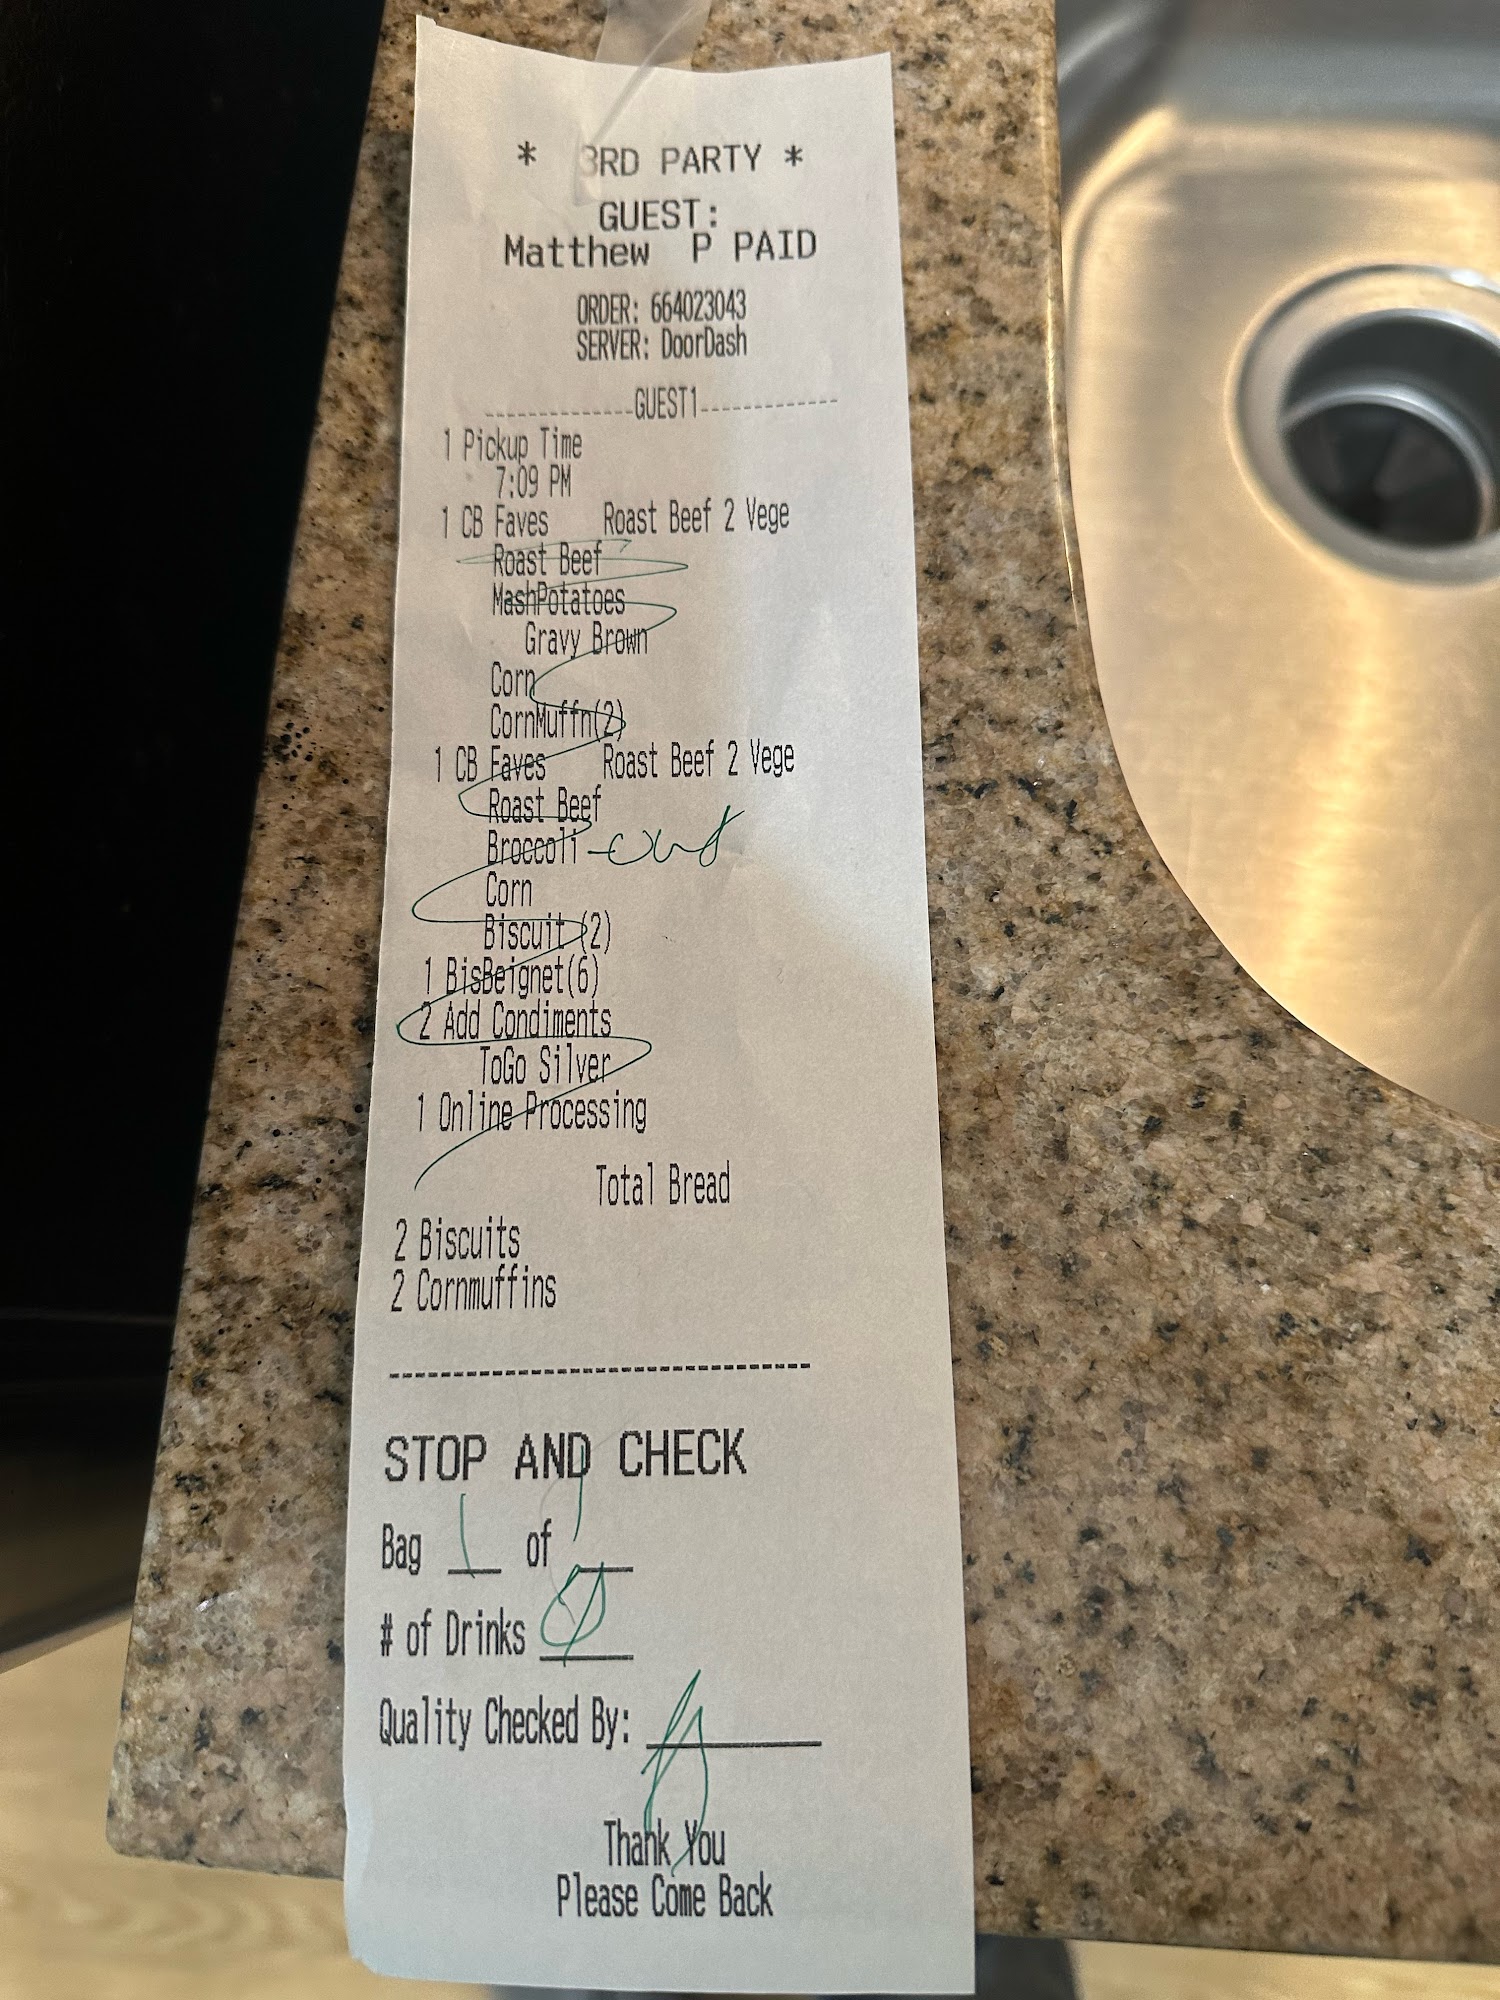 * 3RD PARTY *
GUEST:
Matthew P PAID
ORDER: 664023043
SERVER: DoorDash
--------------GUEST1-------------
1 Pickup Time
7:09 PM
1 CB Faves Roast Beef 2 Vege
Roast Beef
MashPotatoes
Gravy Brown
Corn
CornMuffn(2)
1 CB Faves Roast Beef 2 Vege
Roast Beef
Broccoli -out
Corn
Biscuit (2)
1 BisBeignet(6)
2 Add Condiments
ToGo Silver
1 Online Processing
Total Bread
2 Biscuits
2 Cornmuffins
---------------------------------------
STOP AND CHECK
Bag 1 of 1
# of Drinks 0
Quality Checked By:
Thank You
Please Come Back